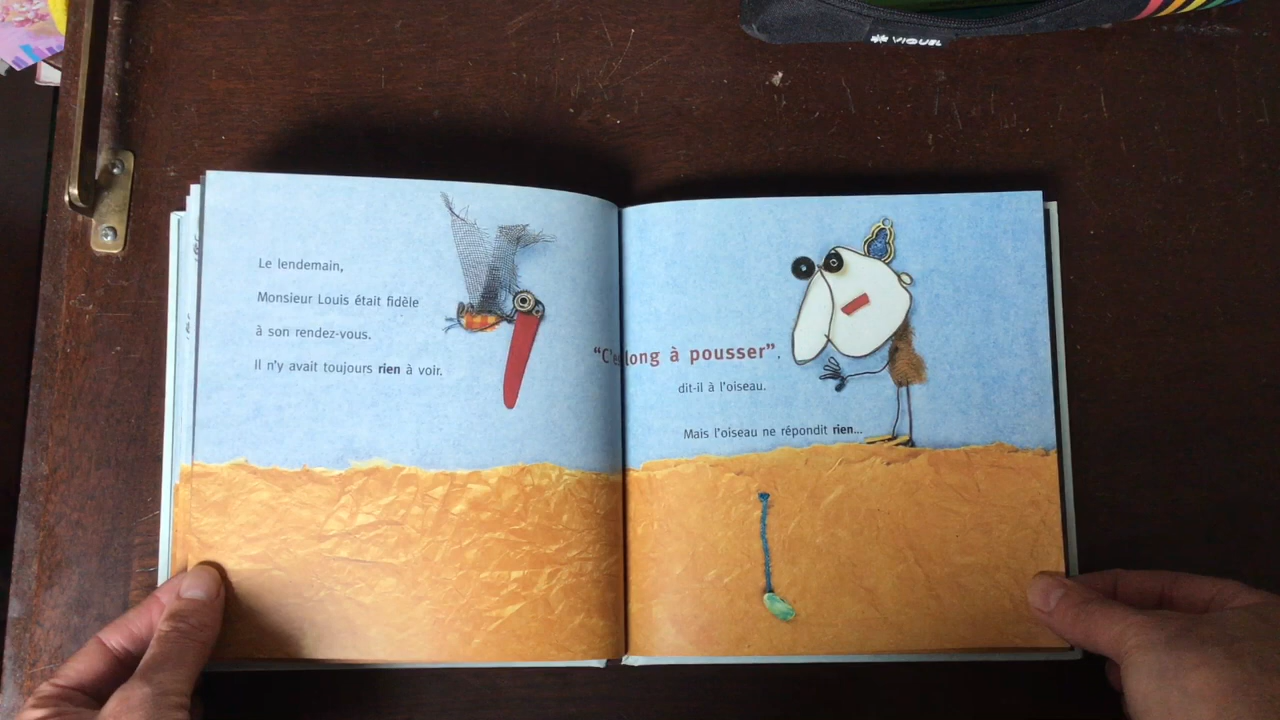 Le lendemain,
Monsieur Louis était fidèle
à son rendez-vous.
Il n'y avait toujours rien à voir.
"C'es long à pousser".
dit-il à l'oiseau.
Mais l'oiseau ne répondit rien...